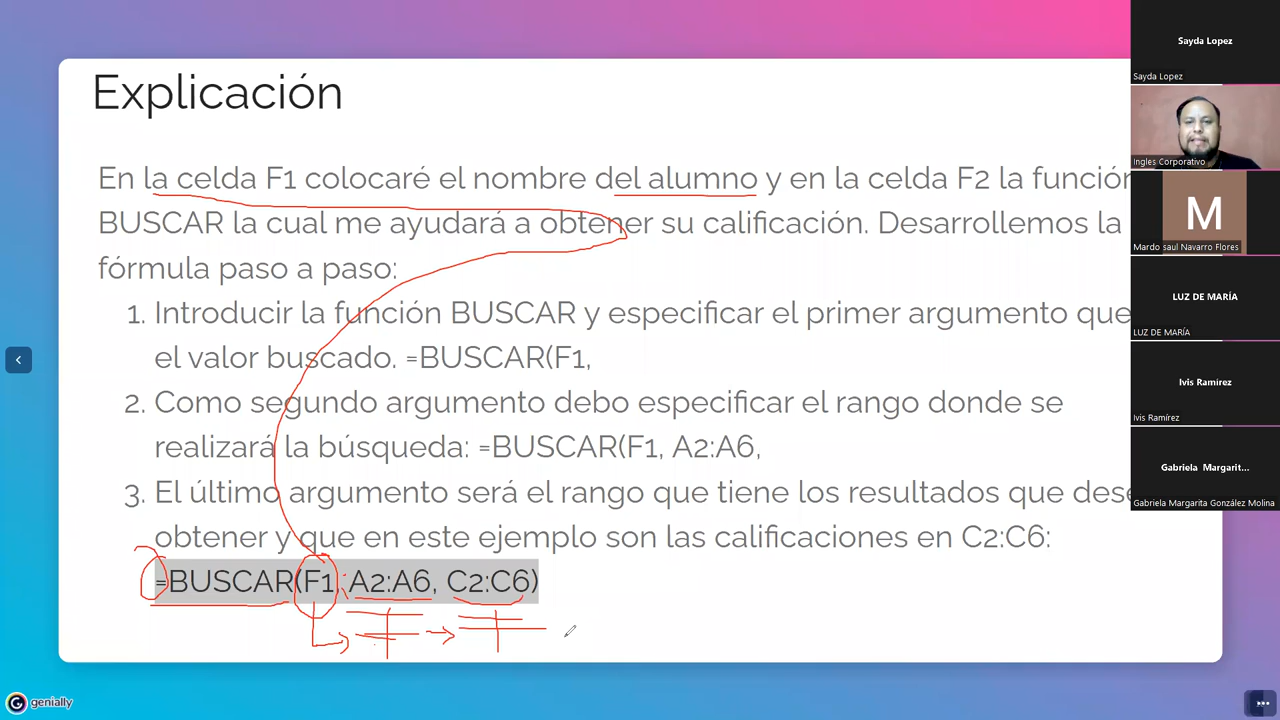 Explicación
En la celda F1 colocaré el nombre del alumno y en la celda F2 la función
BUSCAR la cual me ayudará a obtener su calificación. Desarrollemos la
fórmula paso a paso:
1. Introducir la función BUSCAR y especificar el primer argumento que
el valor buscado. =BUSCAR(F1,
2. Como segundo argumento debo especificar el rango donde se
realizará la búsqueda: =BUSCAR(F1, A2:A6,
3. El último argumento será el rango que tiene los resultados que dese
obtener y que en este ejemplo son las calificaciones en C2:C6:
=BUSCAR(F1, A2:A6, C2:C6)
genially
Sayda Lopez
Sayda Lopez
Ingles Corporativo
M
Mardo saul Navarro Flores
LUZ DE MARÍA
LUZ DE MARÍA
Ivis Ramírez
Ivis Ramírez
Gabriela Margarit...
Gabriela Margarita González Molina